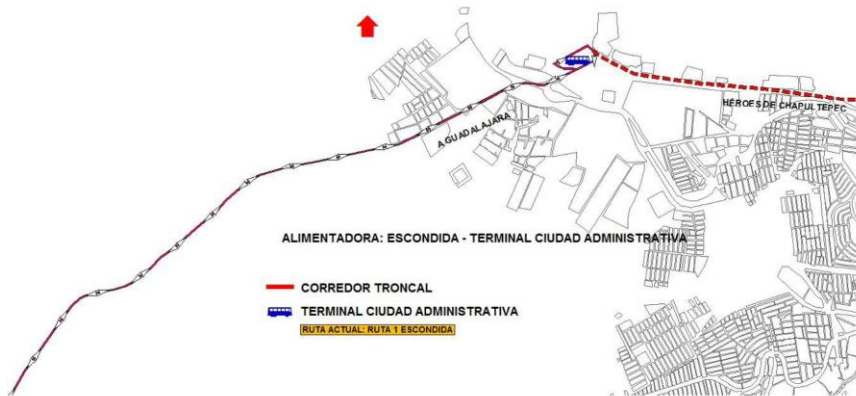 HEROES DE CHAPULTEPEC
A GUADALAJARA
ALIMENTADORA: ESCONDIDA - TERMINAL CIUDAD ADMINISTRATIVA
CORREDOR TRONCAL
TERMINAL CIUDAD ADMINISTRATIVA
RUTA ACTUAL: RUTA 1 ESCONDIDA